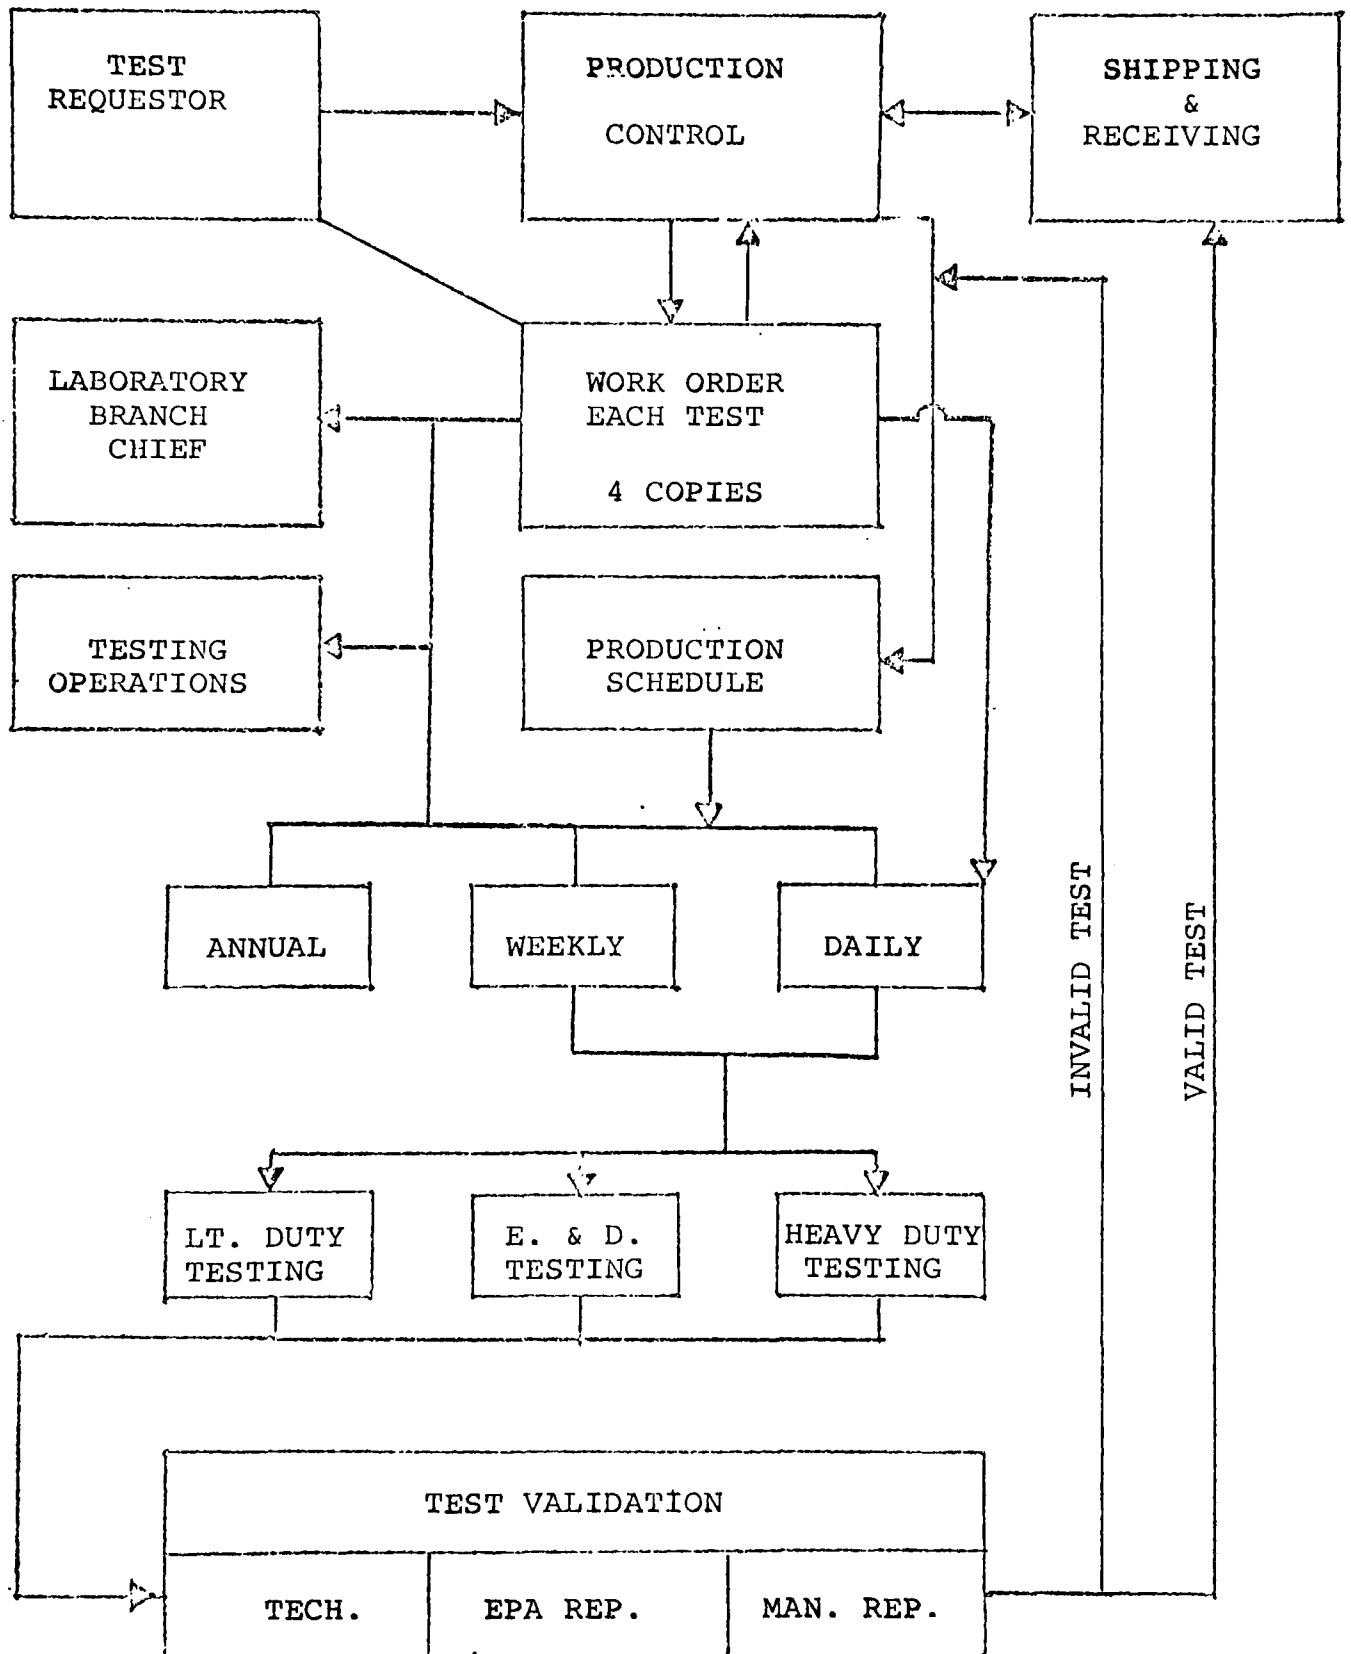 TEST
REQUESTOR
PRODUCTION
CONTROL
SHIPPING
&
RECEIVING
LABORATORY
BRANCH
CHIEF
WORK ORDER
EACH TEST
4 COPIES
TESTING
OPERATIONS
PRODUCTION
SCHEDULE
ANNUAL
WEEKLY
DAILY
INVALID TEST
VALID TEST
LT. DUTY
TESTING
E. & D.
TESTING
HEAVY DUTY
TESTING
TEST VALIDATION
TECH.
EPA REP.
MAN. REP.